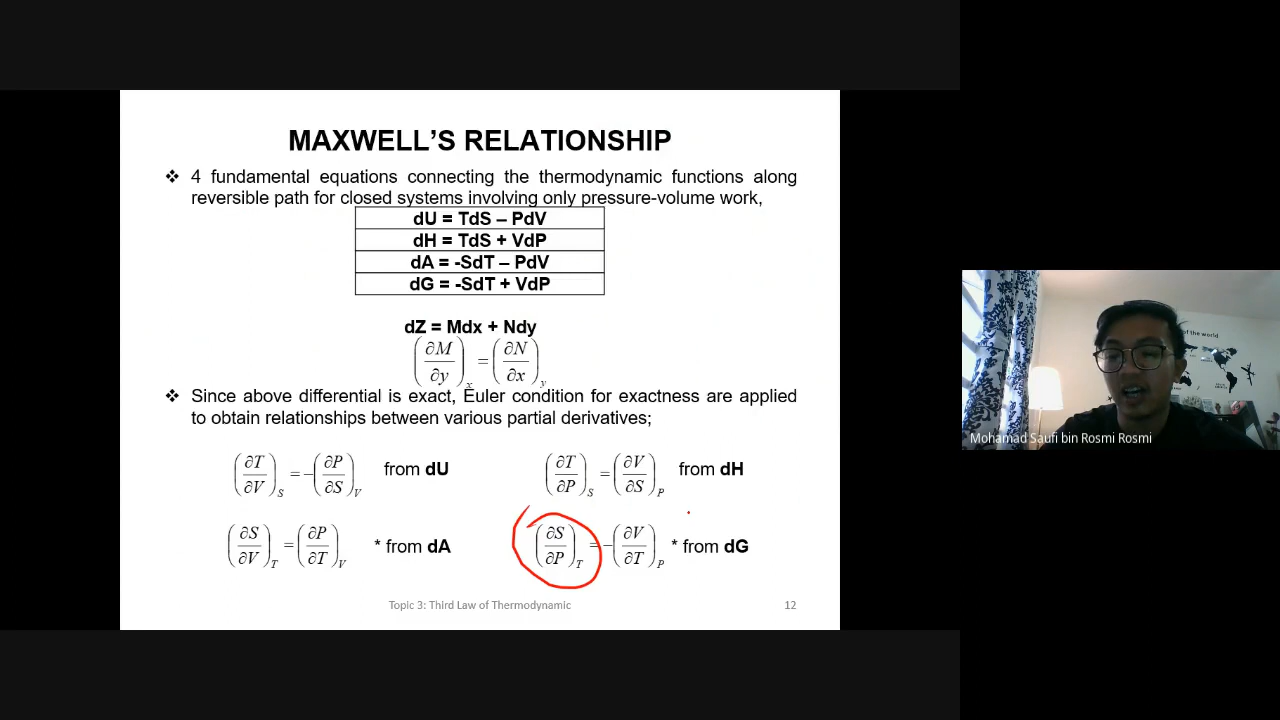 MAXWELL’S RELATIONSHIP
❖ 4 fundamental equations connecting the thermodynamic functions along
reversible path for closed systems involving only pressure-volume work,
dU = TdS – PdV
dH = TdS + VdP
dA = -SdT – PdV
dG = -SdT + VdP
dZ = Mdx + Ndy
(∂M/∂y)x = (∂N/∂x)y
❖ Since above differential is exact, Euler condition for exactness are applied
to obtain relationships between various partial derivatives;
(∂T/∂V)S = -(∂P/∂S)V from dU
(∂T/∂P)S = (∂V/∂S)P from dH
(∂S/∂V)T = (∂P/∂T)V * from dA
(∂S/∂P)T = -(∂V/∂T)P * from dG
Topic 3: Third Law of Thermodynamic 12
of the world
Mohamad Saufi bin Rosmi Rosmi